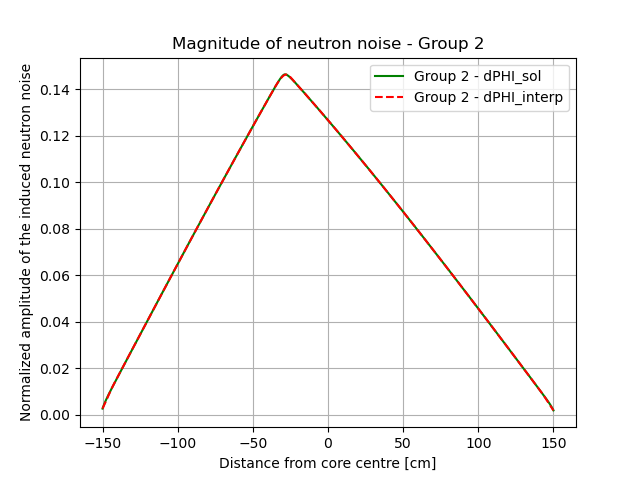 Magnitude of neutron noise - Group 2
Normalized amplitude of the induced neutron noise
0.14
0.12
0.10
0.08
0.06
0.04
0.02
0.00
Group 2 - dPHI_sol
Group 2 - dPHI_interp
−150 −100 −50 0 50 100 150
Distance from core centre [cm]